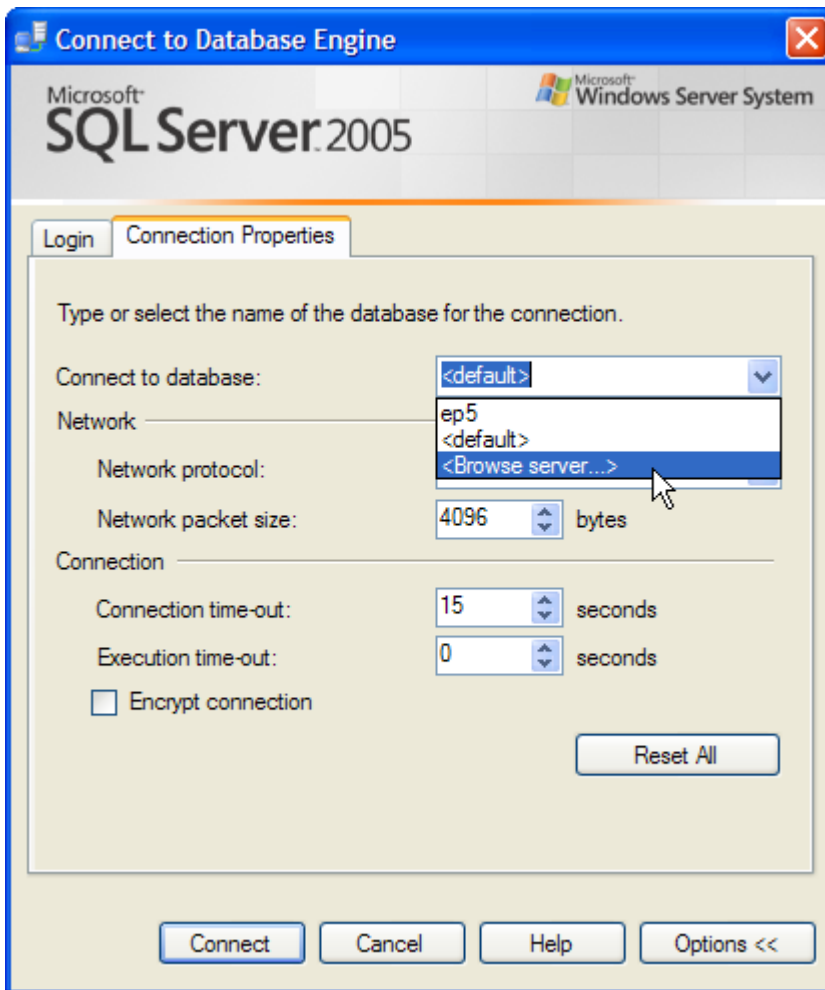 Connect to Database Engine
Microsoft
SQL Server 2005
Microsoft
Windows Server System
Login
Connection Properties
Type or select the name of the database for the connection.
Connect to database:
<default>
ep5
<default>
<Browse server...>
Network
Network protocol:
Network packet size:
4096
bytes
Connection
Connection time-out:
15
seconds
Execution time-out:
0
seconds
Encrypt connection
Reset All
Connect
Cancel
Help
Options <<